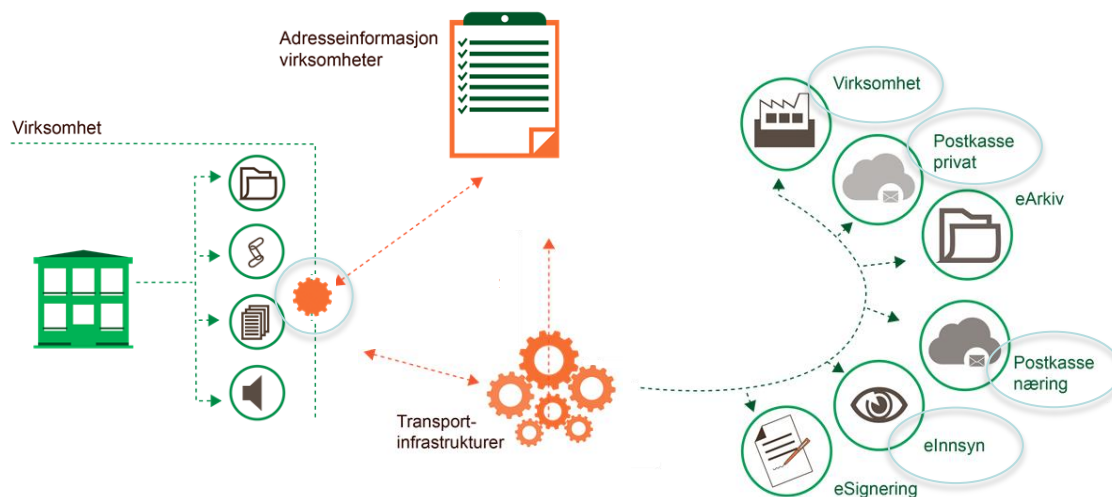 Adresseinformasjon
virksomheter
Virksomhet
Virksomhet
Postkasse
privat
eArkiv
Postkasse
næring
Transport-
infrastrukturer
eInnsyn
eSignering